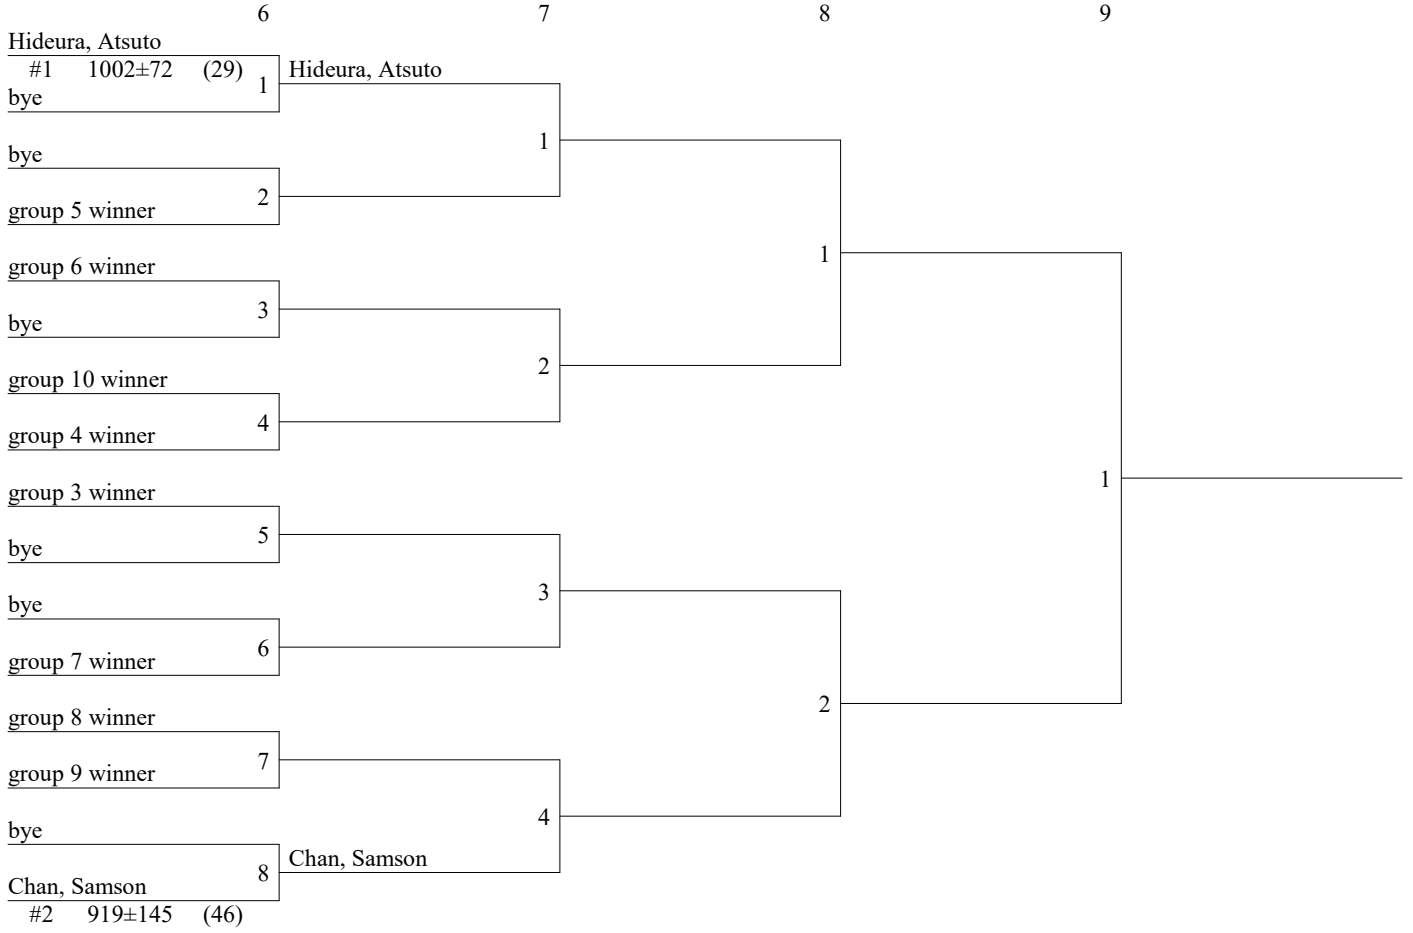 6 7 8 9
Hideura, Atsuto
#1 1002±72 (29) 1 Hideura, Atsuto
bye
1
bye
2
group 5 winner
1
group 6 winner
3
bye
2
group 10 winner
4
group 4 winner
1
group 3 winner
5
bye
3
bye
6
group 7 winner
2
group 8 winner
7
group 9 winner
4
bye
8 Chan, Samson
Chan, Samson
#2 919±145 (46)